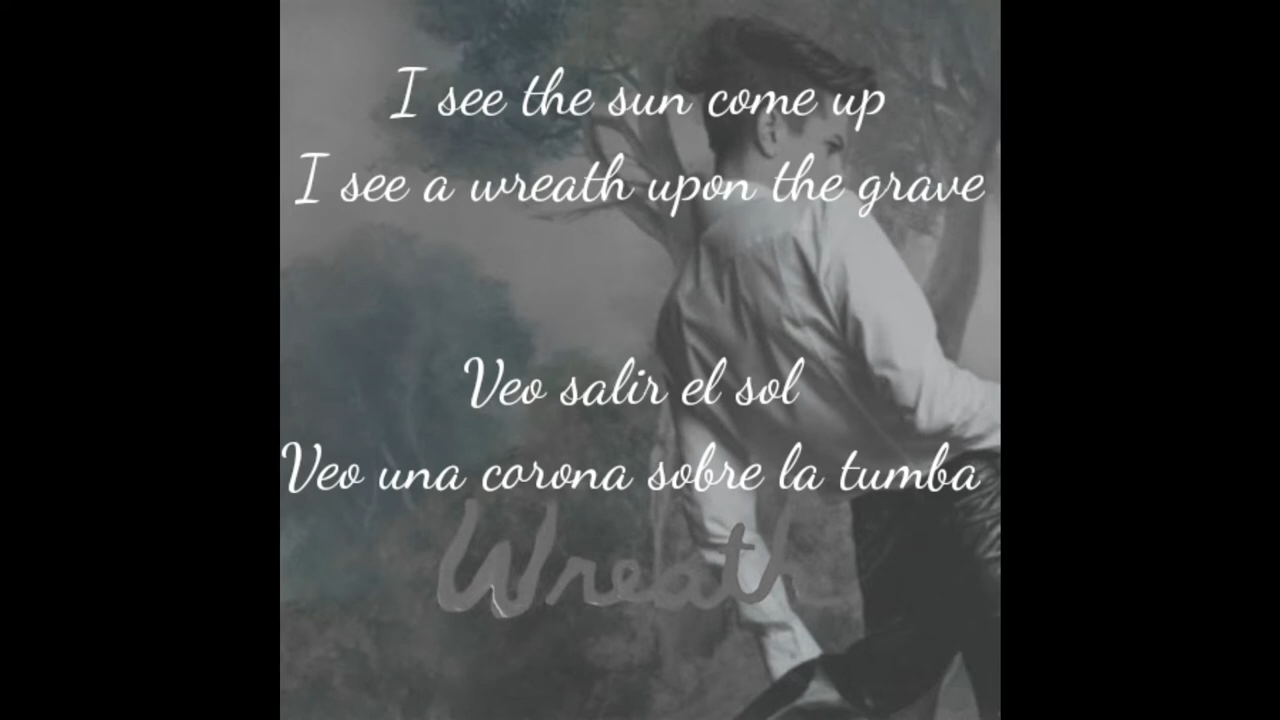 I see the sun come up
I see a wreath upon the grave
Veo salir el sol
Veo una corona sobre la tumba
Wreath